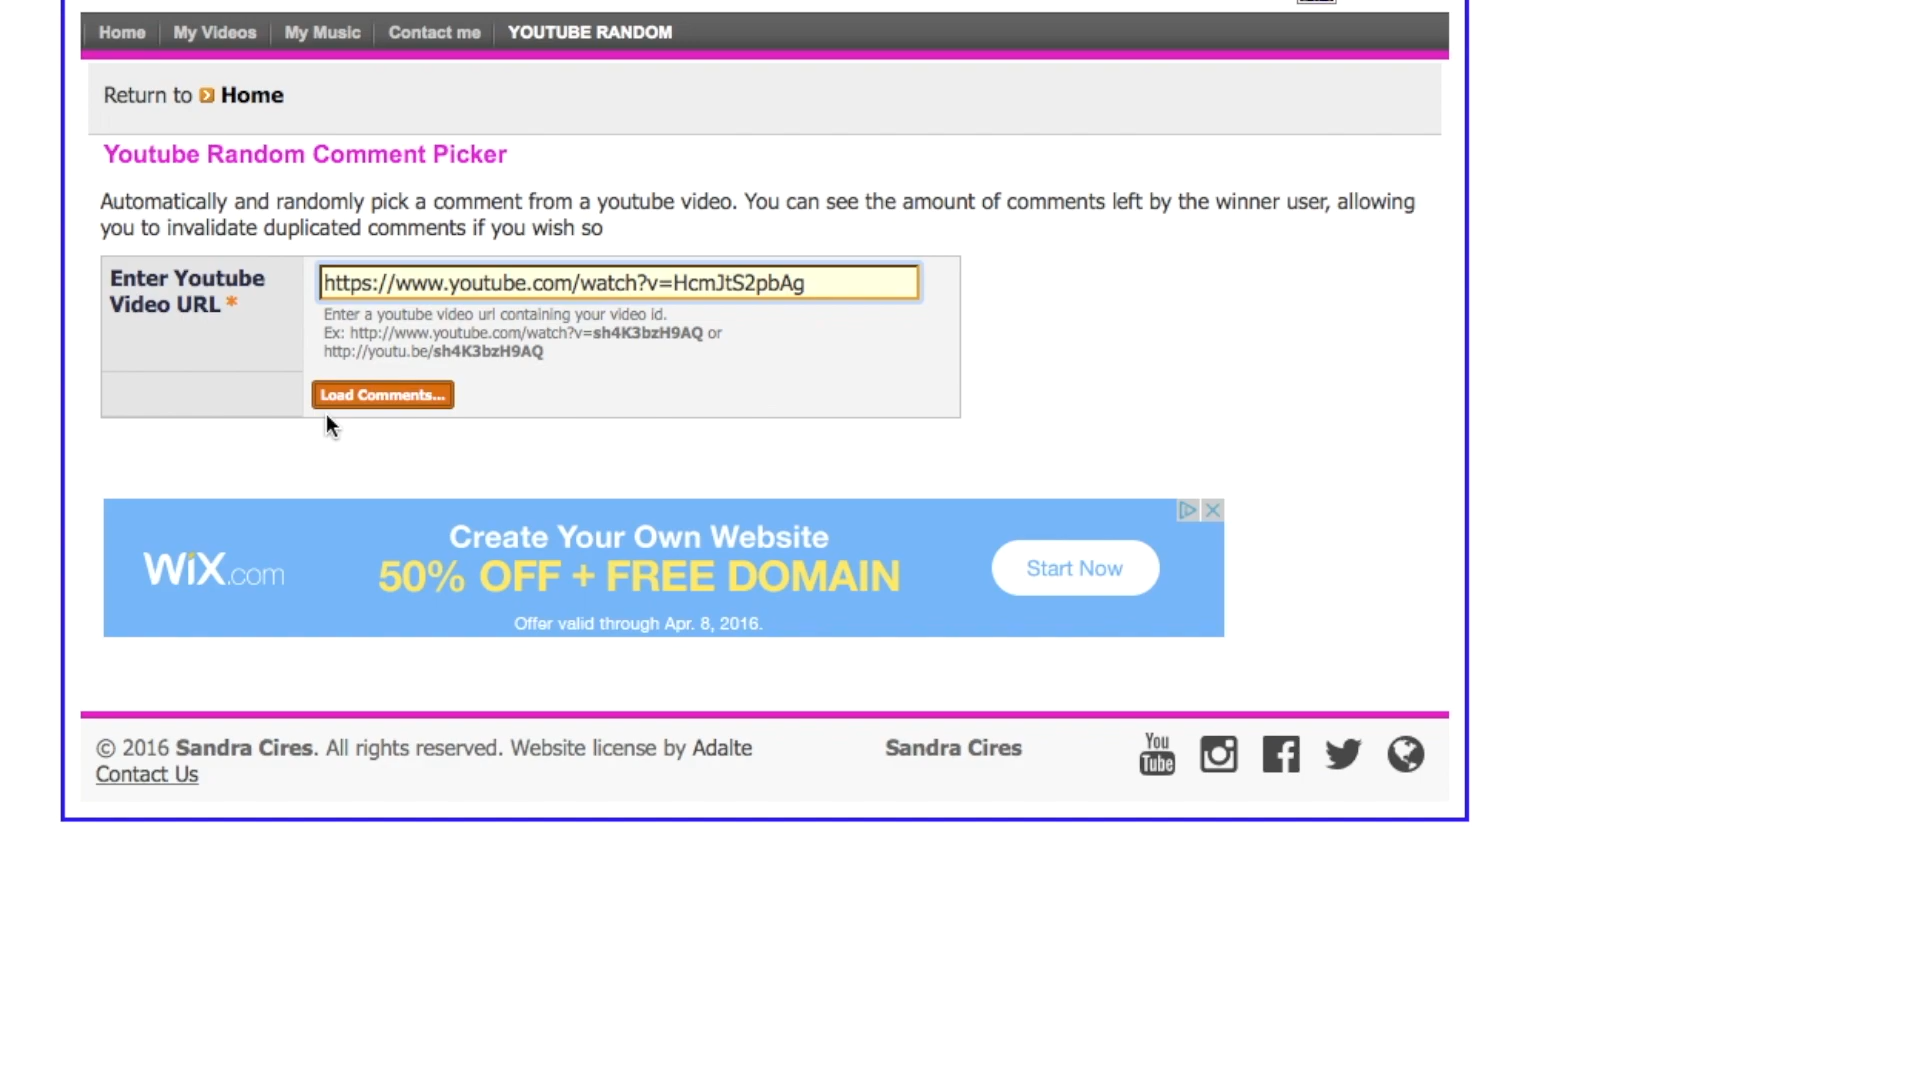 Home My Videos My Music Contact me YOUTUBE RANDOM
Return to Home
Youtube Random Comment Picker
Automatically and randomly pick a comment from a youtube video. You can see the amount of comments left by the winner user, allowing
you to invalidate duplicated comments if you wish so
Enter Youtube
Video URL *
https://www.youtube.com/watch?v=HcmJtS2pbAg
Enter a youtube video url containing your video id.
Ex: http://www.youtube.com/watch?v=sh4K3bzH9AQ or
http://youtu.be/sh4K3bzH9AQ
Load Comments...
WiX.com
Create Your Own Website
50% OFF + FREE DOMAIN
Offer valid through Apr. 8, 2016.
Start Now
© 2016 Sandra Cires. All rights reserved. Website license by Adalte
Contact Us
Sandra Cires
You
Tube